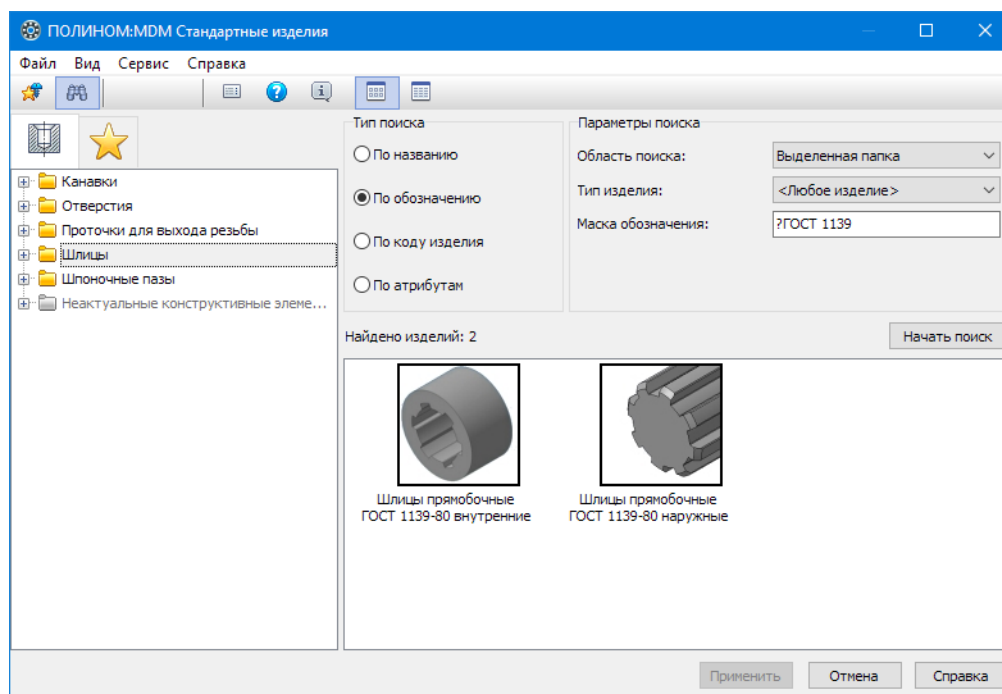 ПОЛИНОМ:MDM Стандартные изделия
Файл Вид Сервис Справка
Канавки
Отверстия
Проточки для выхода резьбы
Шлицы
Шпоночные пазы
Неактуальные конструктивные элеме...
Тип поиска
По названию
По обозначению
По коду изделия
По атрибутам
Параметры поиска
Область поиска: Выделенная папка
Тип изделия: <Любое изделие>
Маска обозначения: ?ГОСТ 1139
Найдено изделий: 2
Начать поиск
Шлицы прямобочные
ГОСТ 1139-80 внутренние
Шлицы прямобочные
ГОСТ 1139-80 наружные
Применить Отмена Справка